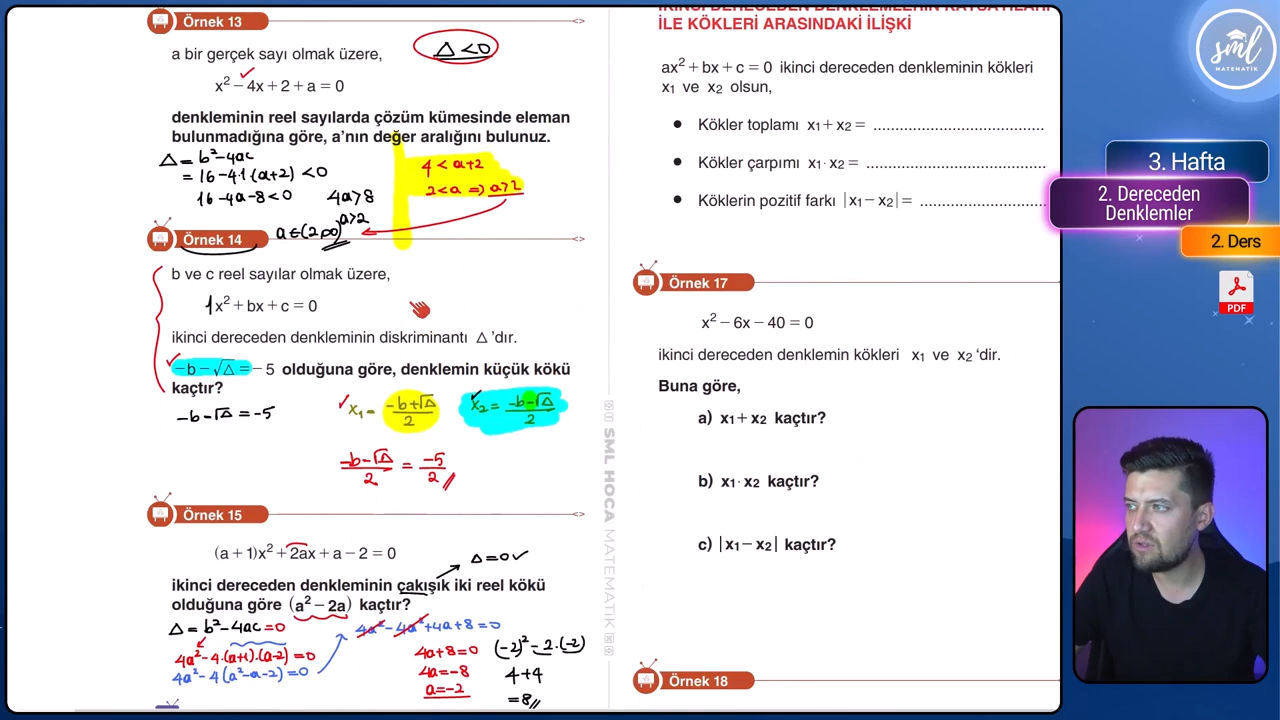 Örnek 13
a bir gerçek sayı olmak üzere,
Δ < 0
x² − 4x + 2 + a = 0
denkleminin reel sayılarda çözüm kümesinde eleman
bulunmadığına göre, a'nın değer aralığını bulunuz.
Δ = b² − 4ac
= 16 − 4·1·(a+2) < 0
16 − 4a − 8 < 0
4a > 8
a > 2
4 < a+2
2 < a ⇒ a > 2
a ∈ (2, ∞)
Örnek 14
b ve c reel sayılar olmak üzere,
1x² + bx + c = 0
ikinci dereceden denkleminin diskriminantı Δ'dır.
−b − √Δ = −5 olduğuna göre, denklemin küçük kökü
kaçtır?
−b − √Δ = −5
x₁ = (−b + √Δ)/2
x₂ = (−b − √Δ)/2
(−b − √Δ)/2 = −5/2
Örnek 15
(a + 1)x² + 2ax + a − 2 = 0
Δ = 0 ✓
ikinci dereceden denkleminin çakışık iki reel kökü
olduğuna göre (a² − 2a) kaçtır?
Δ = b² − 4ac = 0
4a² − 4·(a+1)·(a−2) = 0
4a² − 4(a² − a − 2) = 0
4a² − 4a² + 4a + 8 = 0
4a + 8 = 0
4a = −8
a = −2
(−2)² − 2·(−2)
4 + 4
= 8
SML HOCA MATEMATİK
İKİNCİ DERECEDEN DENKLEMLERİN KATSAYILARI
İLE KÖKLERİ ARASINDAKİ İLİŞKİ
ax² + bx + c = 0 ikinci dereceden denkleminin kökleri
x₁ ve x₂ olsun,
● Kökler toplamı x₁ + x₂ = ......................................
● Kökler çarpımı x₁ · x₂ = ........................................
● Köklerin pozitif farkı |x₁ − x₂| = ............................
Örnek 17
x² − 6x − 40 = 0
ikinci dereceden denklemin kökleri x₁ ve x₂ 'dir.
Buna göre,
a) x₁ + x₂ kaçtır?
b) x₁ · x₂ kaçtır?
c) |x₁ − x₂| kaçtır?
Örnek 18
sml
MATEMATİK
3. Hafta
2. Dereceden
Denklemler
2. Ders
PDF